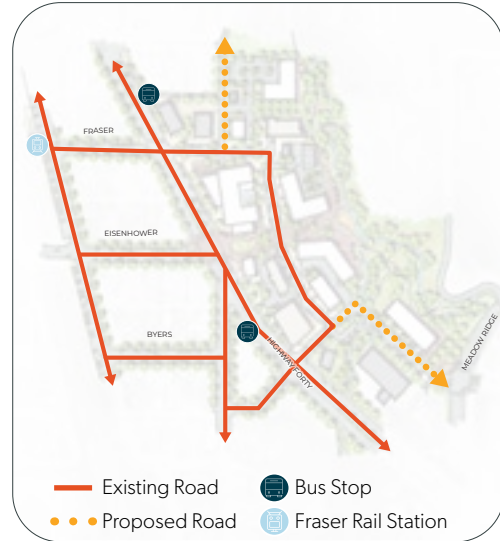 FRASER
EISENHOWER
BYERS
HIGHWAY FORTY
MEADOW RIDGE
Existing Road
Bus Stop
Proposed Road
Fraser Rail Station